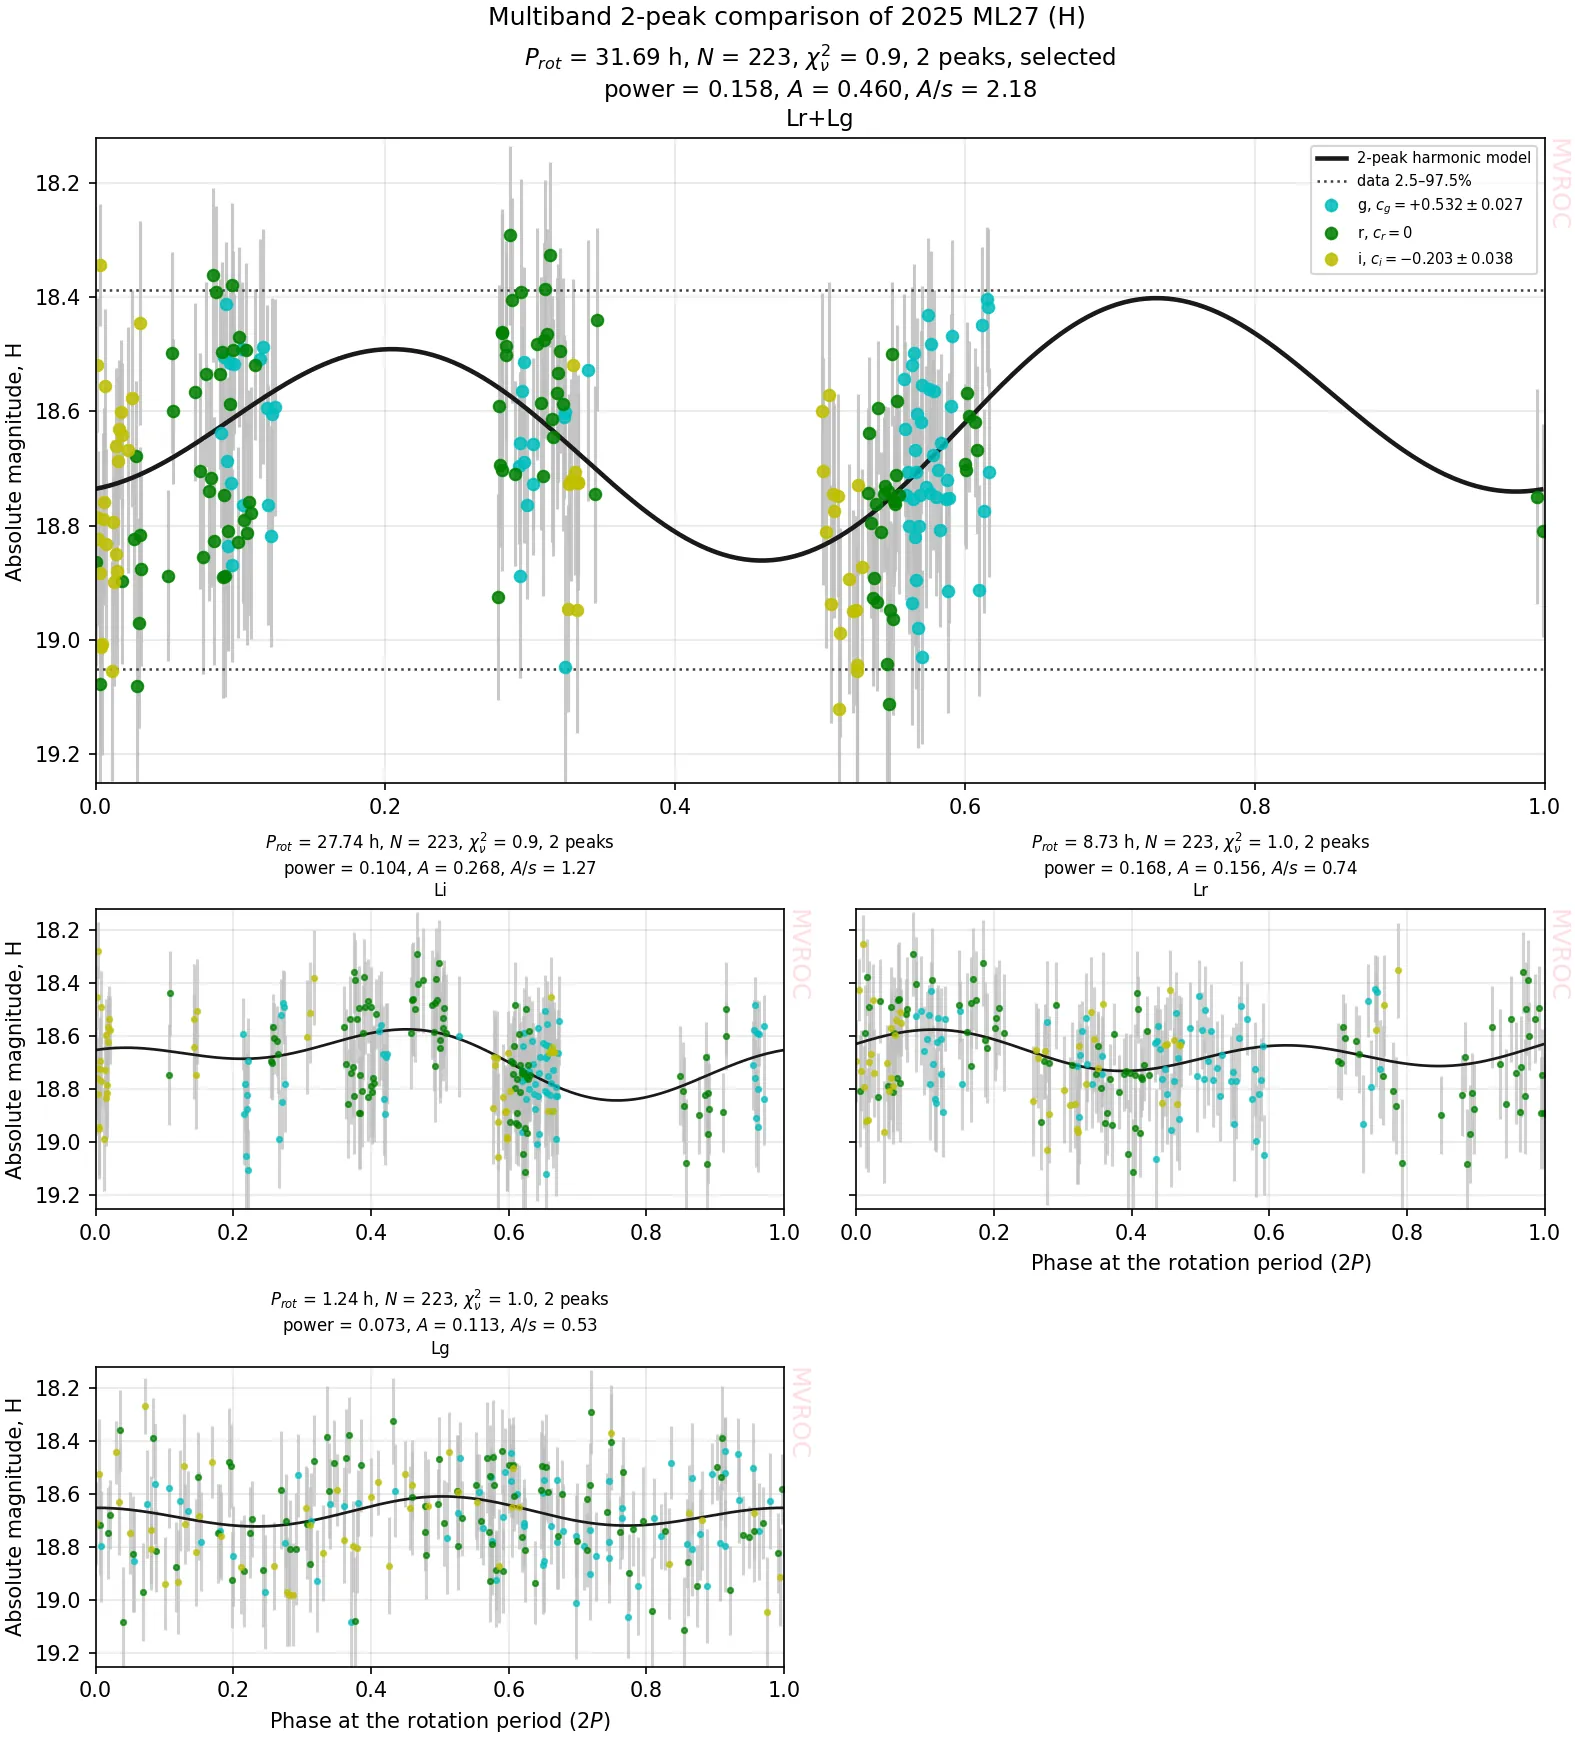 Multiband 2-peak comparison of 2025 ML27 (H)
P_rot = 31.69 h, N = 223, χ²_ν = 0.9, 2 peaks, selected
power = 0.158, A = 0.460, A/s = 2.18
Lr+Lg
2-peak harmonic model
data 2.5–97.5%
g, c_g = +0.532 ± 0.027
r, c_r = 0
i, c_i = −0.203 ± 0.038
MVROC
Absolute magnitude, H
18.2
18.4
18.6
18.8
19.0
19.2
0.0 0.2 0.4 0.6 0.8 1.0
P_rot = 27.74 h, N = 223, χ²_ν = 0.9, 2 peaks
power = 0.104, A = 0.268, A/s = 1.27
Li
MVROC
Absolute magnitude, H
18.2
18.4
18.6
18.8
19.0
19.2
0.0 0.2 0.4 0.6 0.8 1.0
P_rot = 8.73 h, N = 223, χ²_ν = 1.0, 2 peaks
power = 0.168, A = 0.156, A/s = 0.74
Lr
MVROC
0.0 0.2 0.4 0.6 0.8 1.0
Phase at the rotation period (2P)
P_rot = 1.24 h, N = 223, χ²_ν = 1.0, 2 peaks
power = 0.073, A = 0.113, A/s = 0.53
Lg
MVROC
Absolute magnitude, H
18.2
18.4
18.6
18.8
19.0
19.2
0.0 0.2 0.4 0.6 0.8 1.0
Phase at the rotation period (2P)